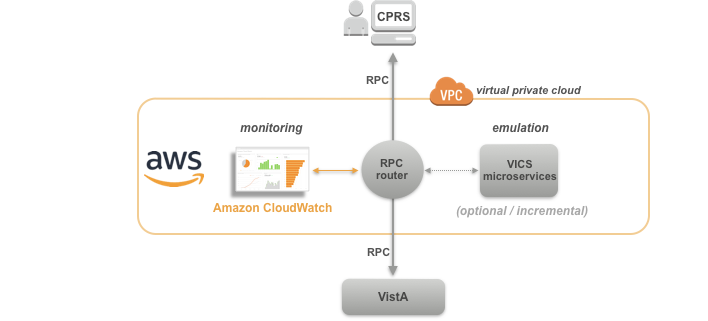 CPRS
RPC
VPC
virtual private cloud
monitoring
emulation
aws
RPC
router
VICS
microservices
Amazon CloudWatch
(optional / incremental)
RPC
VistA